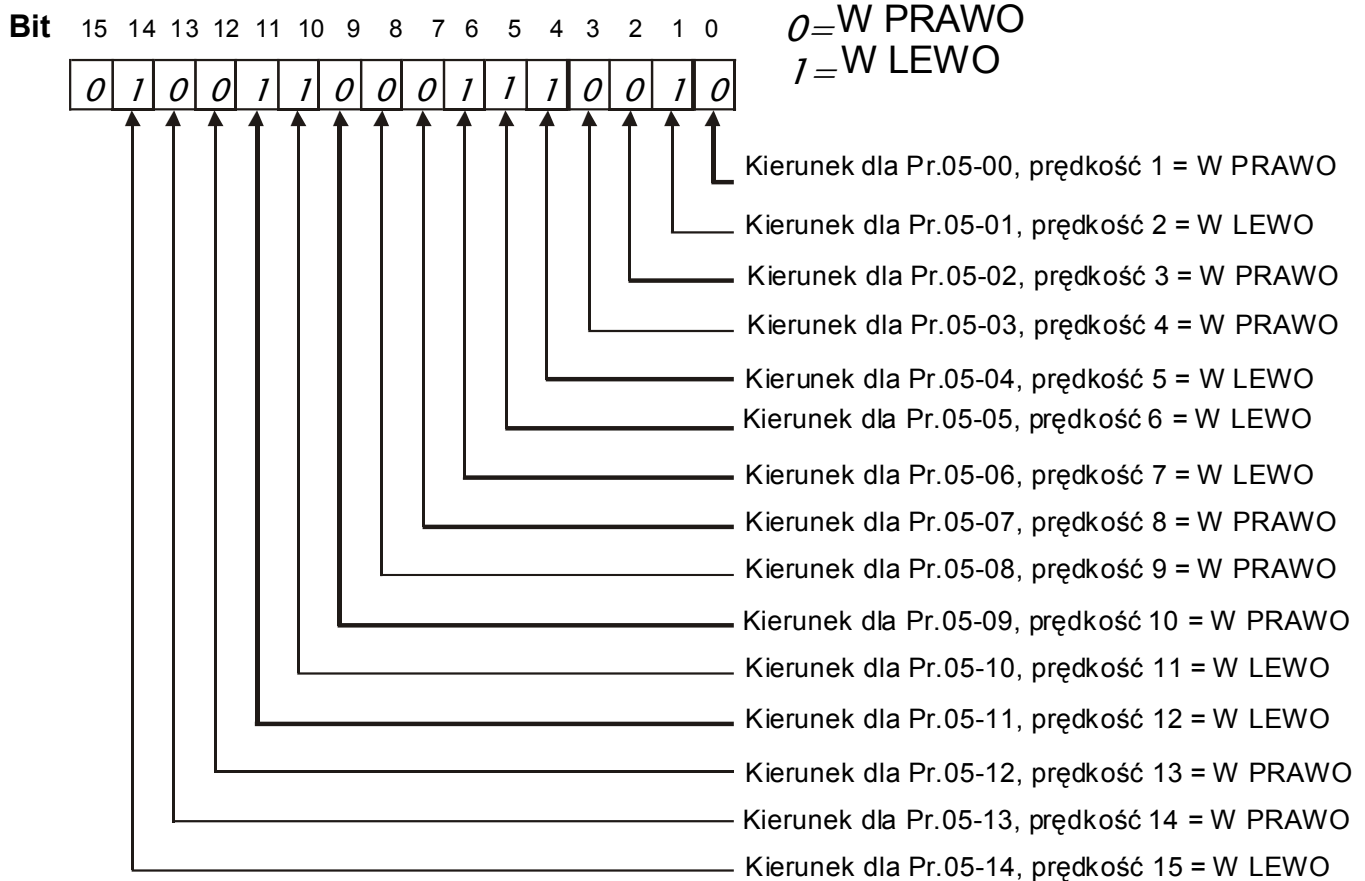 Bit 15 14 13 12 11 10 9 8 7 6 5 4 3 2 1 0
0=W PRAWO
1=W LEWO
0 1 0 0 1 1 0 0 0 1 1 1 0 0 1 0
Kierunek dla Pr.05-00, prędkość 1 = W PRAWO
Kierunek dla Pr.05-01, prędkość 2 = W LEWO
Kierunek dla Pr.05-02, prędkość 3 = W PRAWO
Kierunek dla Pr.05-03, prędkość 4 = W PRAWO
Kierunek dla Pr.05-04, prędkość 5 = W LEWO
Kierunek dla Pr.05-05, prędkość 6 = W LEWO
Kierunek dla Pr.05-06, prędkość 7 = W LEWO
Kierunek dla Pr.05-07, prędkość 8 = W PRAWO
Kierunek dla Pr.05-08, prędkość 9 = W PRAWO
Kierunek dla Pr.05-09, prędkość 10 = W PRAWO
Kierunek dla Pr.05-10, prędkość 11 = W LEWO
Kierunek dla Pr.05-11, prędkość 12 = W LEWO
Kierunek dla Pr.05-12, prędkość 13 = W PRAWO
Kierunek dla Pr.05-13, prędkość 14 = W PRAWO
Kierunek dla Pr.05-14, prędkość 15 = W LEWO